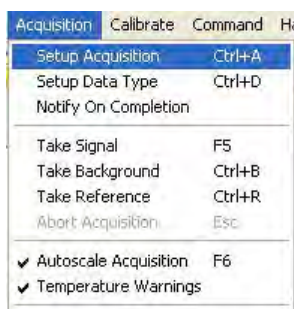 Acquisition Calibrate Command
Setup Acquisition Ctrl+A
Setup Data Type Ctrl+D
Notify On Completion
Take Signal F5
Take Background Ctrl+B
Take Reference Ctrl+R
Abort Acquisition Esc
✓ Autoscale Acquisition F6
✓ Temperature Warnings